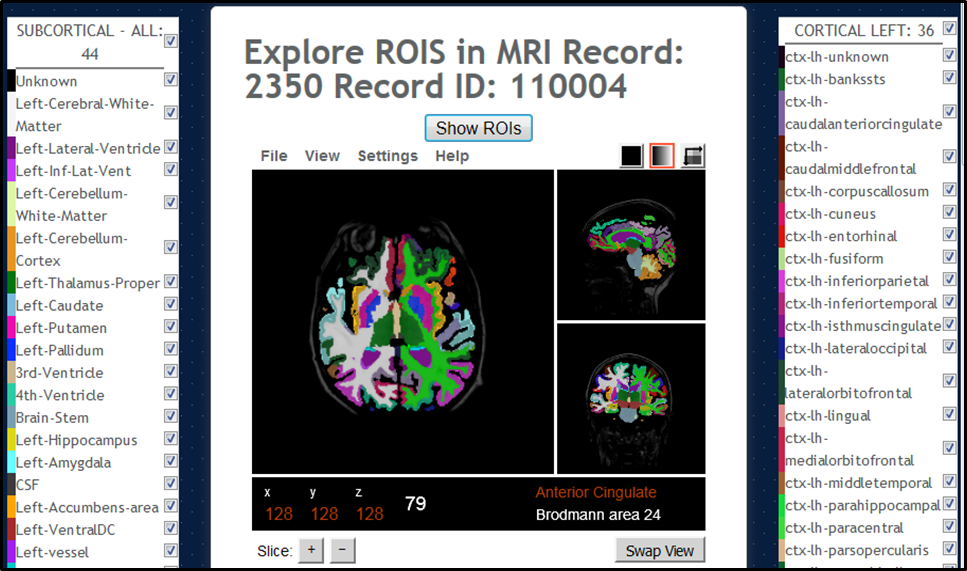 SUBCORTICAL - ALL:
44
Unknown
Left-Cerebral-White-
Matter
Left-Lateral-Ventricle
Left-Inf-Lat-Vent
Left-Cerebellum-
White-Matter
Left-Cerebellum-
Cortex
Left-Thalamus-Proper
Left-Caudate
Left-Putamen
Left-Pallidum
3rd-Ventricle
4th-Ventricle
Brain-Stem
Left-Hippocampus
Left-Amygdala
CSF
Left-Accumbens-area
Left-VentralDC
Left-vessel
Explore ROIS in MRI Record:
2350 Record ID: 110004
Show ROIs
File View Settings Help
x y z
128 128 128
79
Anterior Cingulate
Brodmann area 24
Slice: + −
Swap View
CORTICAL LEFT: 36
ctx-lh-unknown
ctx-lh-bankssts
ctx-lh-
caudalanteriorcingulate
ctx-lh-
caudalmiddlefrontal
ctx-lh-corpuscallosum
ctx-lh-cuneus
ctx-lh-entorhinal
ctx-lh-fusiform
ctx-lh-inferiorparietal
ctx-lh-inferiortemporal
ctx-lh-isthmuscingulate
ctx-lh-lateraloccipital
ctx-lh-
lateralorbitofrontal
ctx-lh-lingual
ctx-lh-
medialorbitofrontal
ctx-lh-middletemporal
ctx-lh-parahippocampal
ctx-lh-paracentral
ctx-lh-parsopercularis